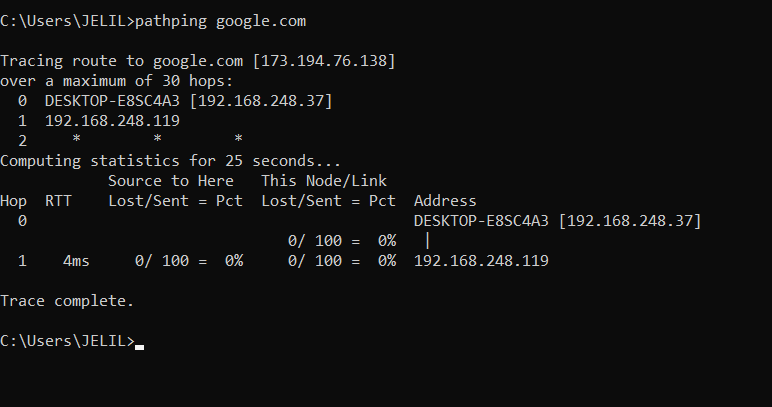 C:\Users\JELIL>pathping google.com
Tracing route to google.com [173.194.76.138]
over a maximum of 30 hops:
  0  DESKTOP-E8SC4A3 [192.168.248.37]
  1  192.168.248.119
  2     *        *        *
Computing statistics for 25 seconds...
            Source to Here   This Node/Link
Hop  RTT    Lost/Sent = Pct  Lost/Sent = Pct  Address
  0                                           DESKTOP-E8SC4A3 [192.168.248.37]
                                0/ 100 =  0%   |
  1    4ms     0/ 100 =  0%     0/ 100 =  0%  192.168.248.119
Trace complete.
C:\Users\JELIL>